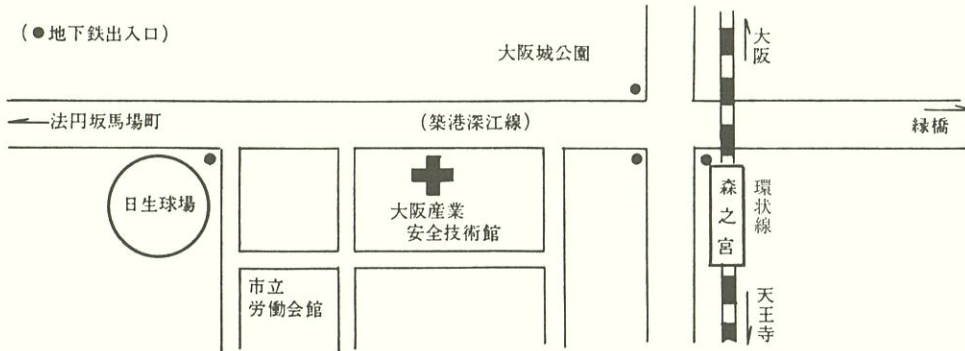 (●地下鉄出入口)
大阪城公園
大阪
←法円坂馬場町
(築港深江線)
緑橋
日生球場
大阪産業
安全技術館
森之宮
環状線
市立
労働会館
天王寺